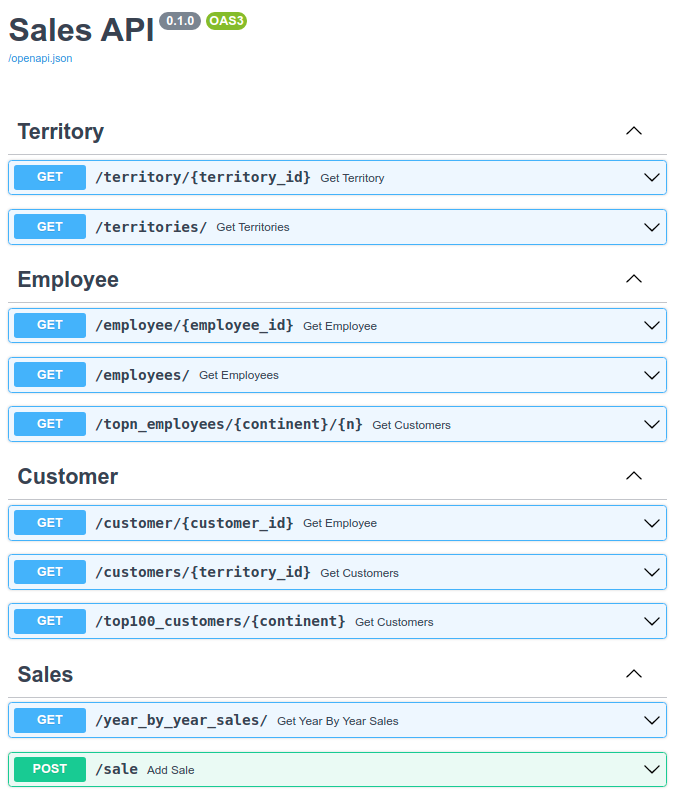 Sales API 0.1.0 OAS3
/openapi.json
Territory
GET /territory/{territory_id} Get Territory
GET /territories/ Get Territories
Employee
GET /employee/{employee_id} Get Employee
GET /employees/ Get Employees
GET /topn_employees/{continent}/{n} Get Customers
Customer
GET /customer/{customer_id} Get Employee
GET /customers/{territory_id} Get Customers
GET /top100_customers/{continent} Get Customers
Sales
GET /year_by_year_sales/ Get Year By Year Sales
POST /sale Add Sale